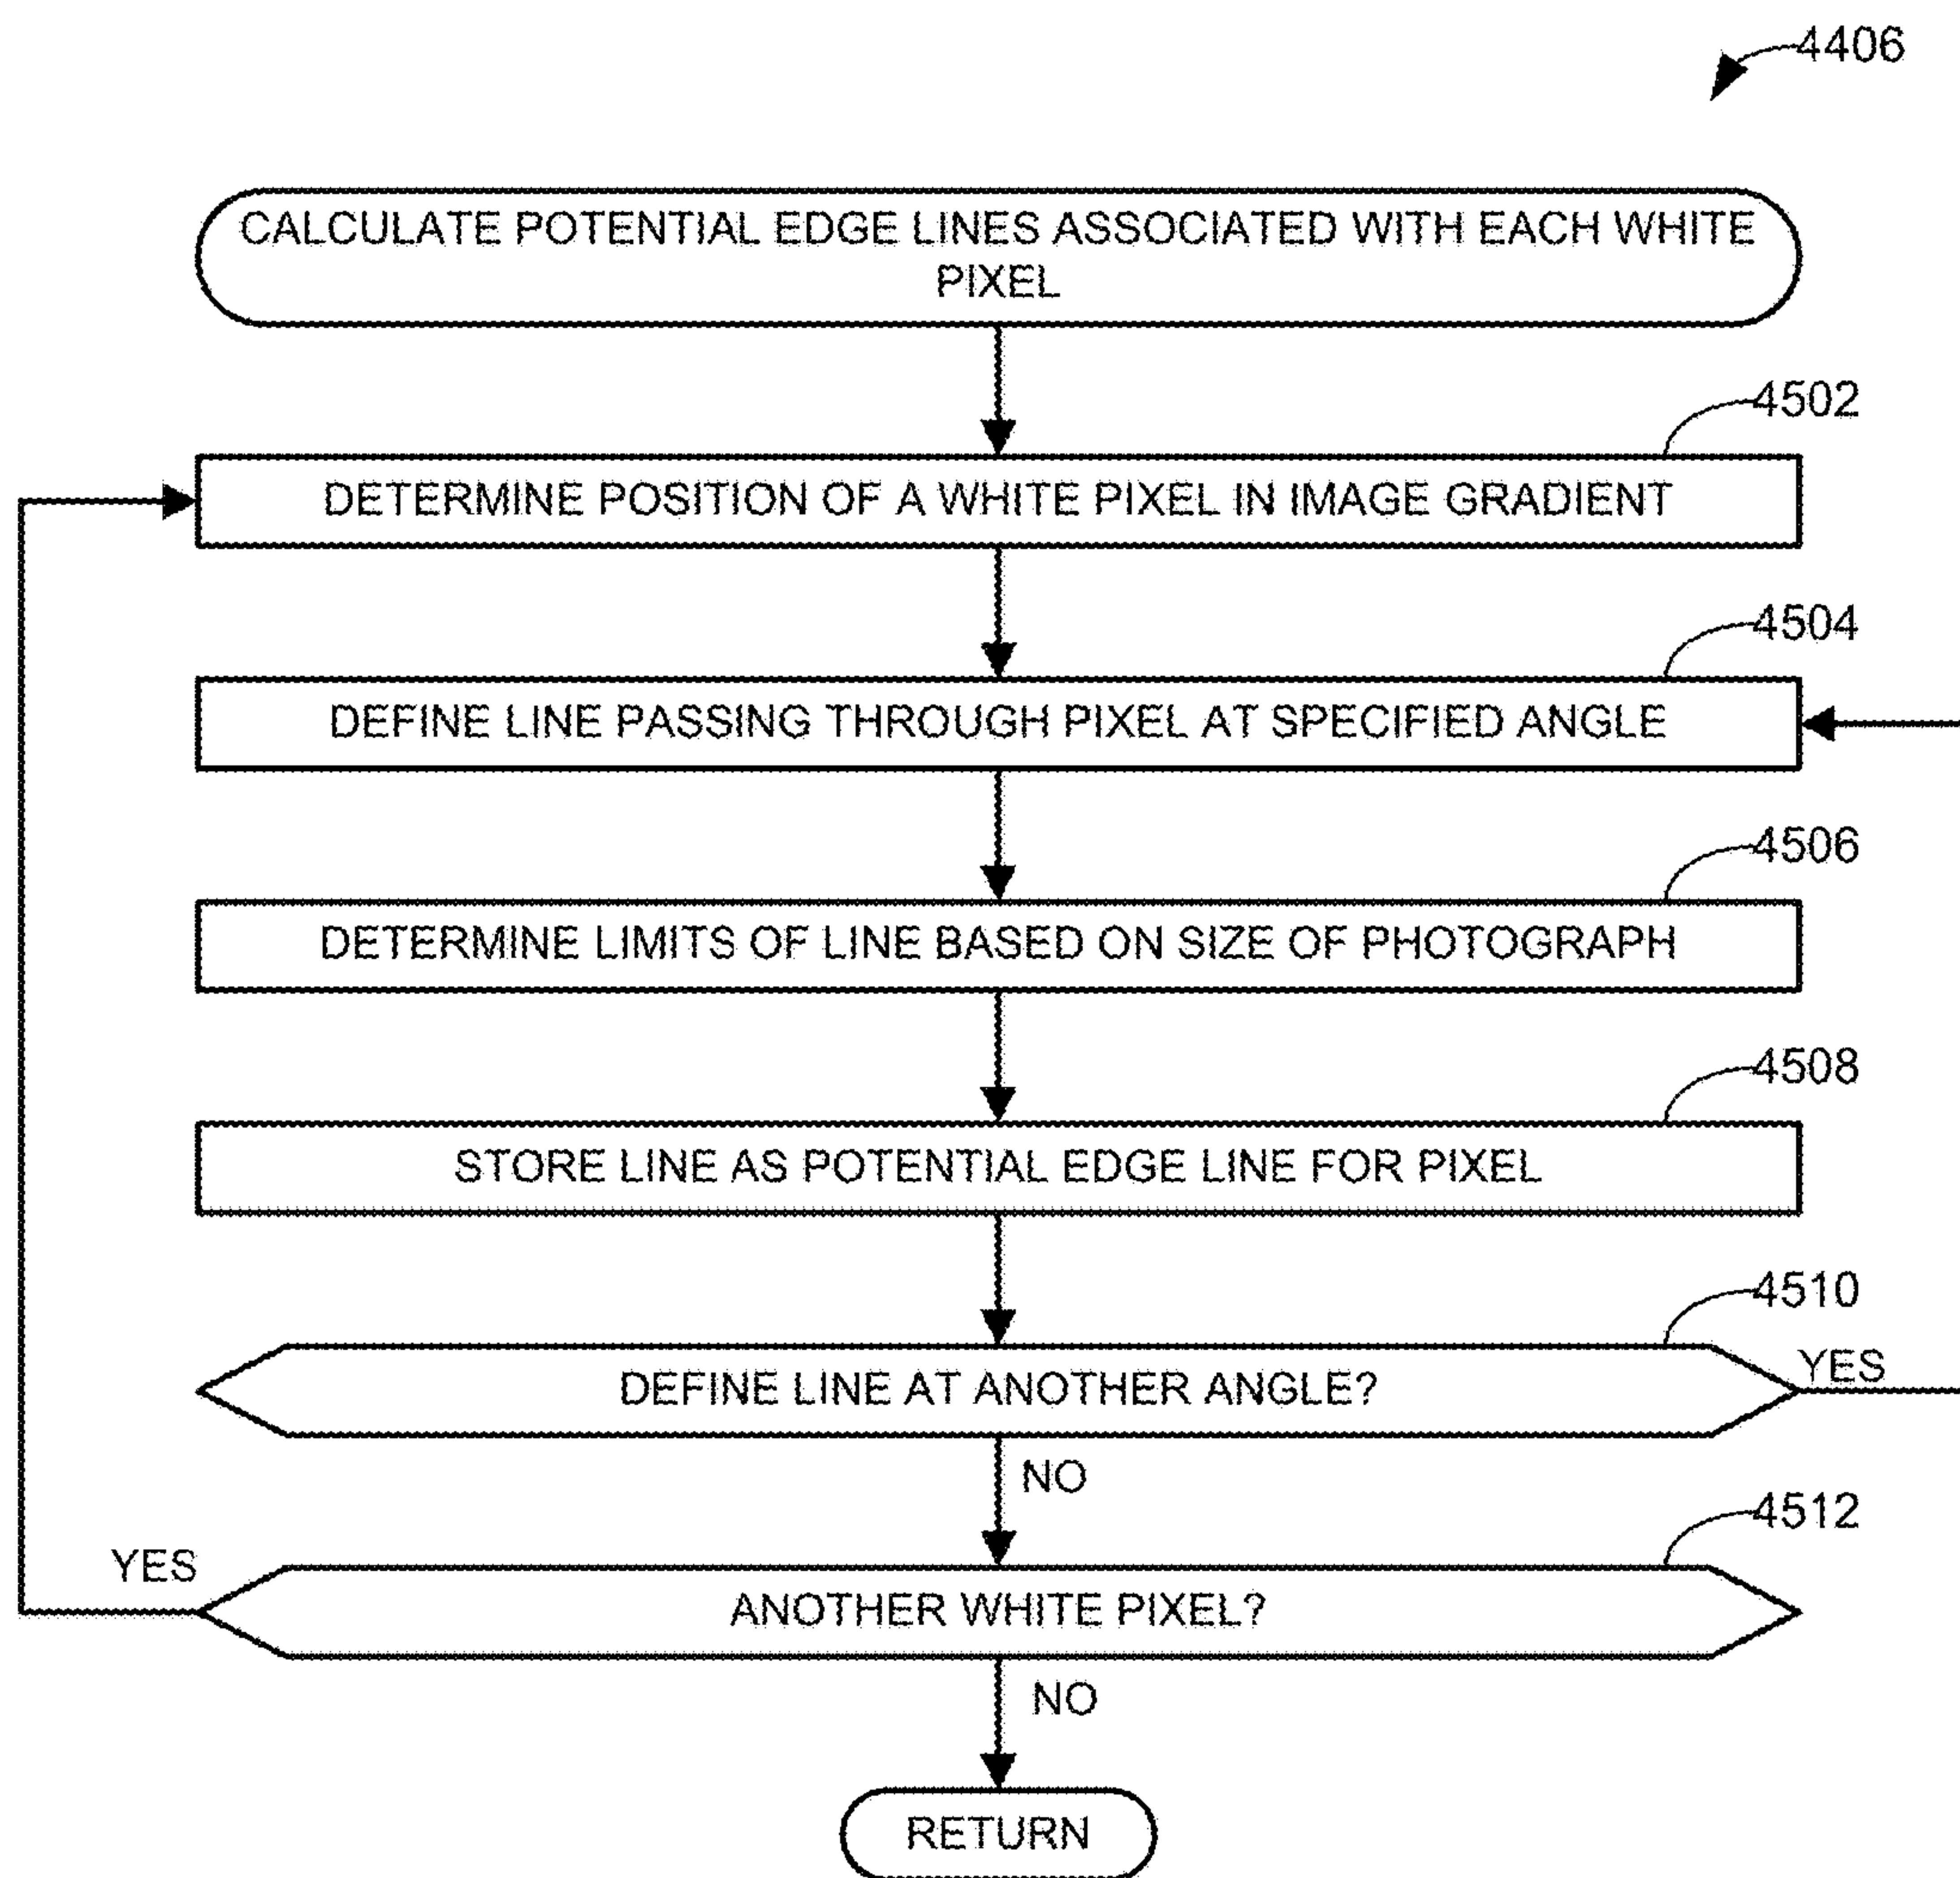 4406
CALCULATE POTENTIAL EDGE LINES ASSOCIATED WITH EACH WHITE
PIXEL
4502
DETERMINE POSITION OF A WHITE PIXEL IN IMAGE GRADIENT
4504
DEFINE LINE PASSING THROUGH PIXEL AT SPECIFIED ANGLE
4506
DETERMINE LIMITS OF LINE BASED ON SIZE OF PHOTOGRAPH
4508
STORE LINE AS POTENTIAL EDGE LINE FOR PIXEL
4510
DEFINE LINE AT ANOTHER ANGLE?
YES
NO
4512
YES
ANOTHER WHITE PIXEL?
NO
RETURN